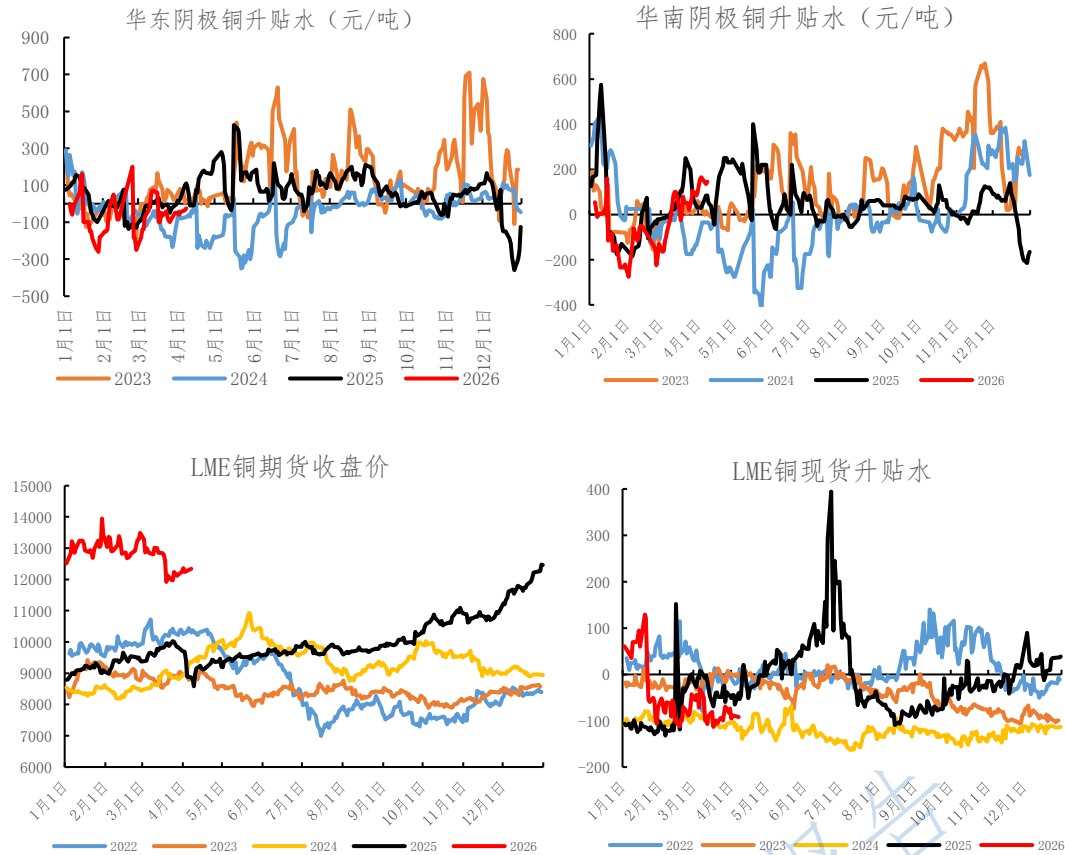 华东阴极铜升贴水（元/吨）
900
700
500
300
100
-100
-300
-500
1月1日
2月1日
3月1日
4月1日
5月1日
6月1日
7月1日
8月1日
9月1日
10月1日
11月1日
12月1日
2023
2024
2025
2026
华南阴极铜升贴水（元/吨）
800
600
400
200
0
-200
-400
1月1日
2月1日
3月1日
4月1日
5月1日
6月1日
7月1日
8月1日
9月1日
10月1日
11月1日
12月1日
2023
2024
2025
2026
LME铜期货收盘价
15000
14000
13000
12000
11000
10000
9000
8000
7000
6000
1月1日
2月1日
3月1日
4月1日
5月1日
6月1日
7月1日
8月1日
9月1日
10月1日
11月1日
12月1日
2022
2023
2024
2025
2026
LME铜现货升贴水
400
300
200
100
0
-100
-200
1月1日
2月1日
3月1日
4月1日
5月1日
6月1日
7月1日
8月1日
9月1日
10月1日
11月1日
12月1日
2022
2023
2024
2025
2026
告